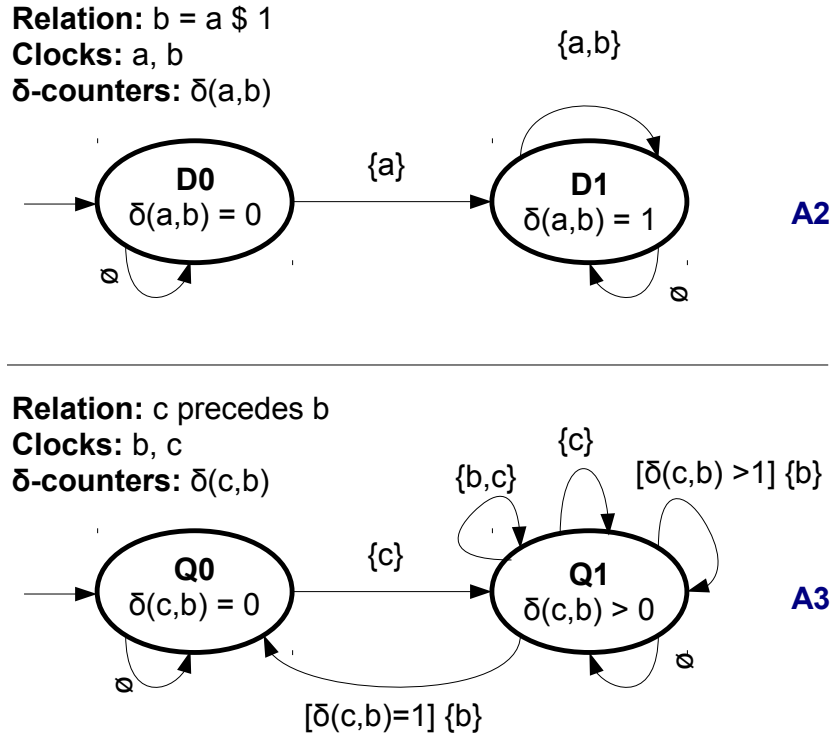 Relation: b = a $ 1
Clocks: a, b
δ-counters: δ(a,b)
{a,b}
D0
δ(a,b) = 0
{a}
D1
δ(a,b) = 1
A2
ø
ø
Relation: c precedes b
Clocks: b, c
δ-counters: δ(c,b)
{c}
{b,c}
[δ(c,b) >1] {b}
Q0
δ(c,b) = 0
{c}
Q1
δ(c,b) > 0
A3
ø
ø
[δ(c,b)=1] {b}